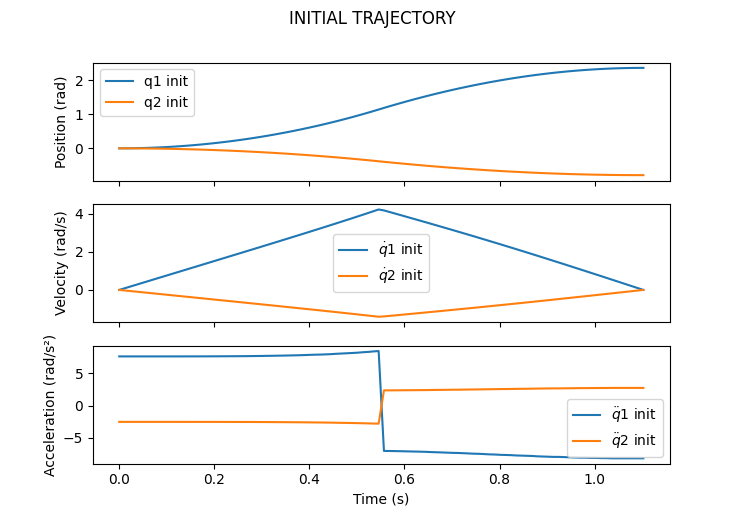 INITIAL TRAJECTORY
Position (rad)
2
1
0
q1 init
q2 init
Velocity (rad/s)
4
2
0
q̇1 init
q̇2 init
Acceleration (rad/s²)
5
0
−5
q̈1 init
q̈2 init
0.0 0.2 0.4 0.6 0.8 1.0
Time (s)